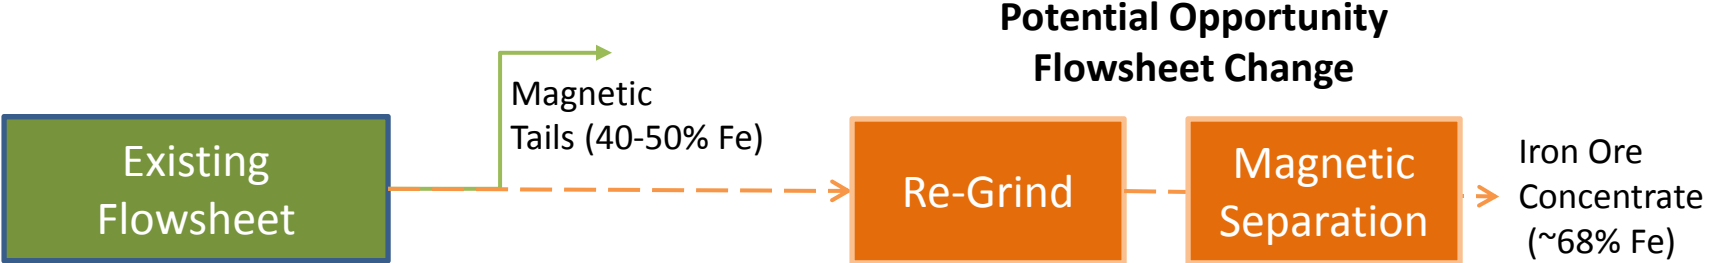 Potential Opportunity
Flowsheet Change
Magnetic
Tails (40-50% Fe)
Existing
Flowsheet
Re-Grind
Magnetic
Separation
Iron Ore
Concentrate
(~68% Fe)